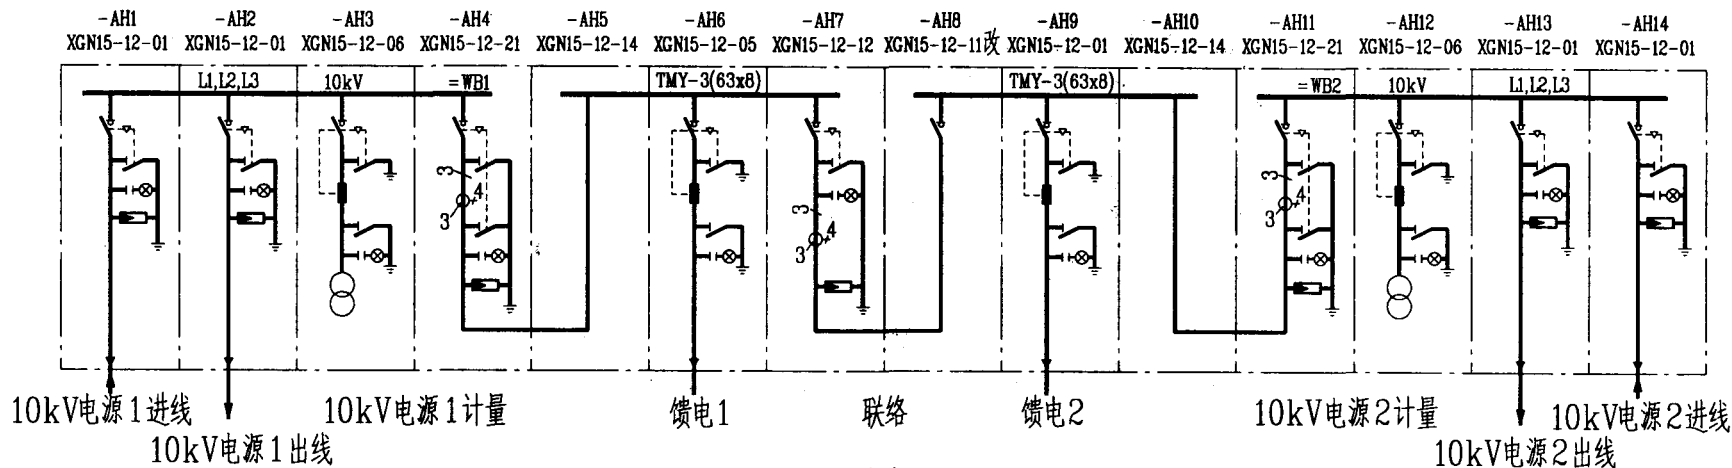 -AH1 -AH2 -AH3 -AH4 -AH5 -AH6 -AH7 -AH8 -AH9 -AH10 -AH11 -AH12 -AH13 -AH14
XGN15-12-01 XGN15-12-01 XGN15-12-06 XGN15-12-21 XGN15-12-14 XGN15-12-05 XGN15-12-12 XGN15-12-11改 XGN15-12-01 XGN15-12-14 XGN15-12-21 XGN15-12-06 XGN15-12-01 XGN15-12-01
L1,L2,L3 10kV =WB1 TMY-3(63x8) TMY-3(63x8) =WB2 10kV L1,L2,L3
3 4 3
3 4 3
3 4 3
10kV电源1进线 10kV电源1计量 馈电1 联络 馈电2 10kV电源2计量 10kV电源2进线
10kV电源1出线 10kV电源2出线